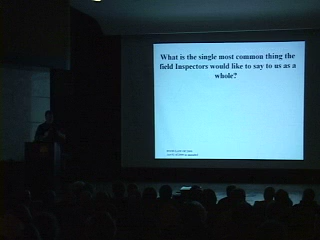 What is the single most common thing the
field Inspectors would like to say to us as a
whole?